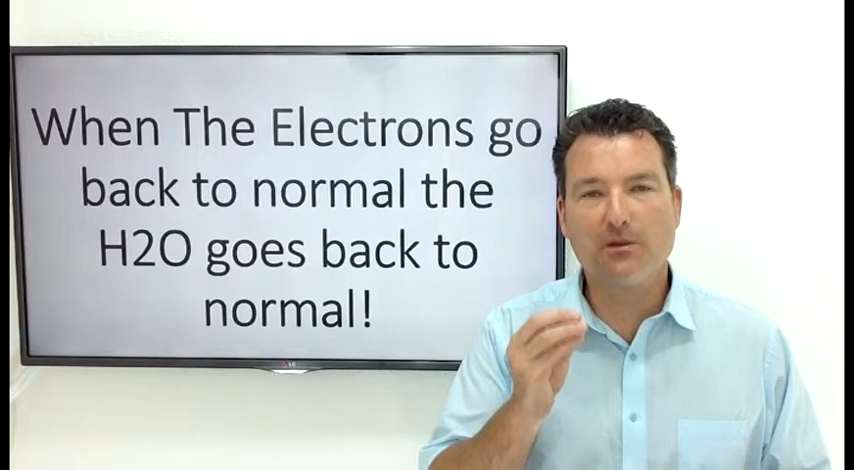 When The Electrons go
back to normal the
H2O goes back to
normal!